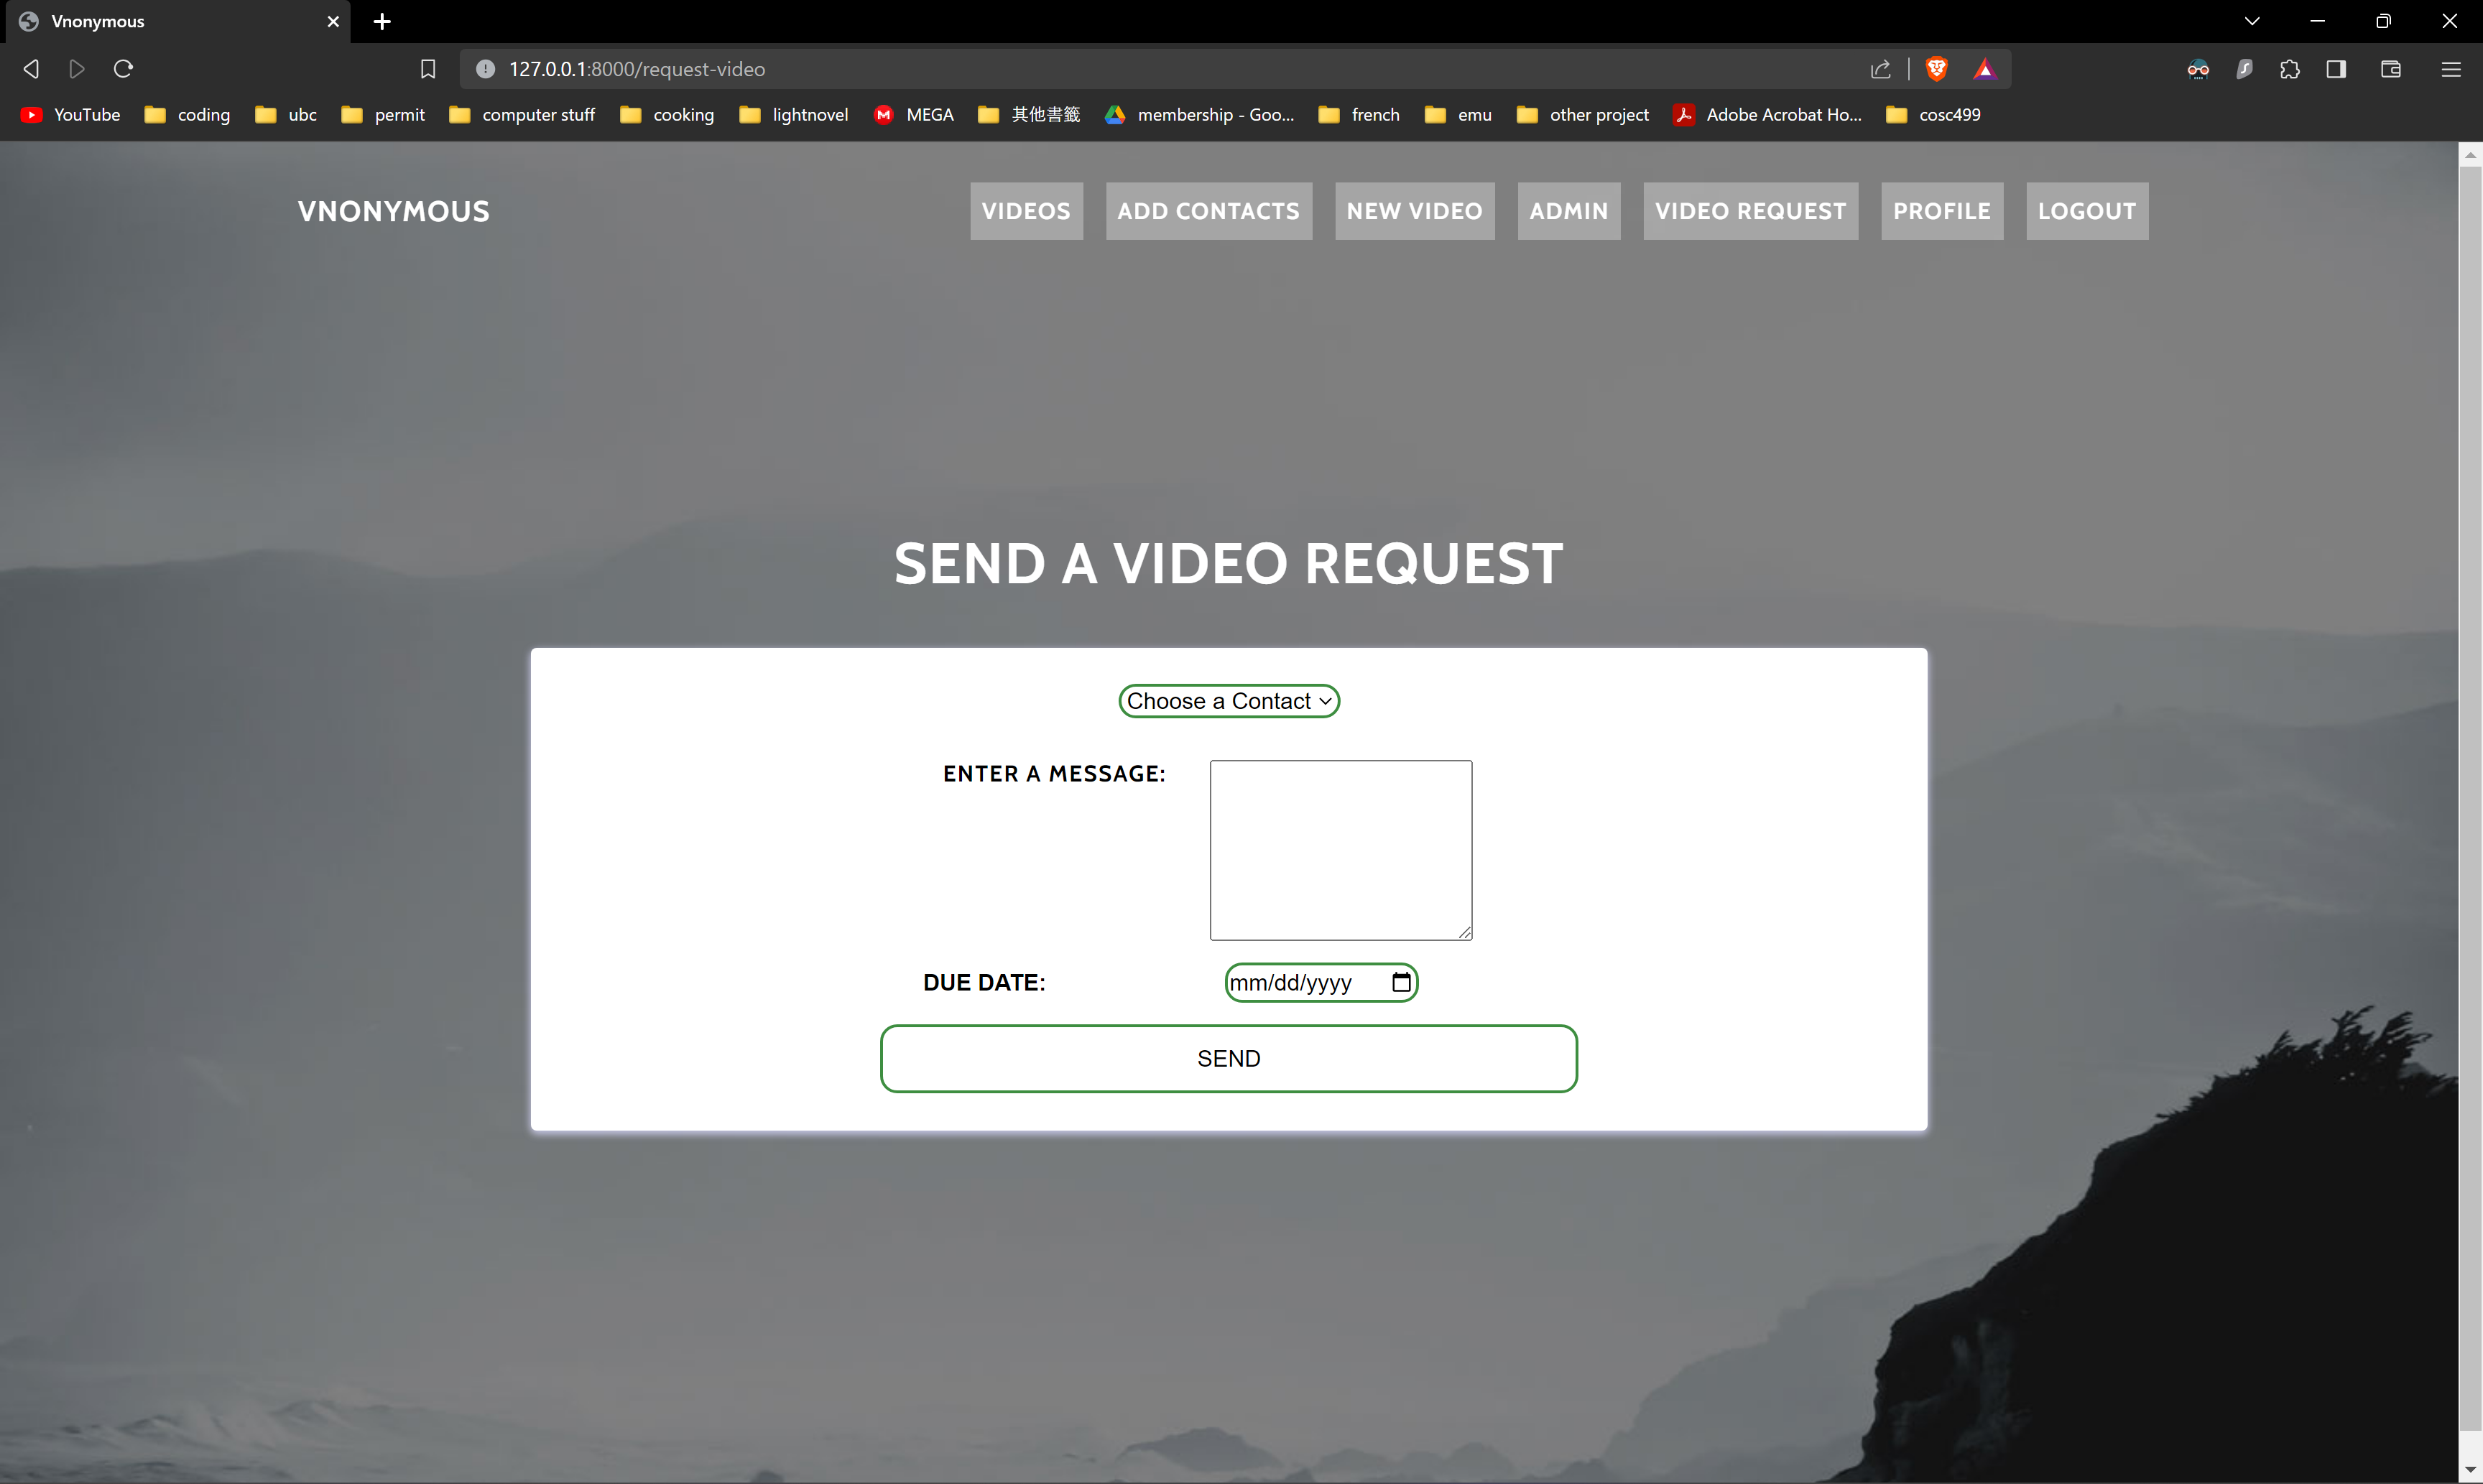 Vnonymous
127.0.0.1:8000/request-video
YouTube coding ubc permit computer stuff cooking lightnovel MEGA 其他書籤 membership - Goo... french emu other project Adobe Acrobat Ho... cosc499
VNONYMOUS VIDEOS ADD CONTACTS NEW VIDEO ADMIN VIDEO REQUEST PROFILE LOGOUT
SEND A VIDEO REQUEST
Choose a Contact
ENTER A MESSAGE:
DUE DATE: mm/dd/yyyy
SEND